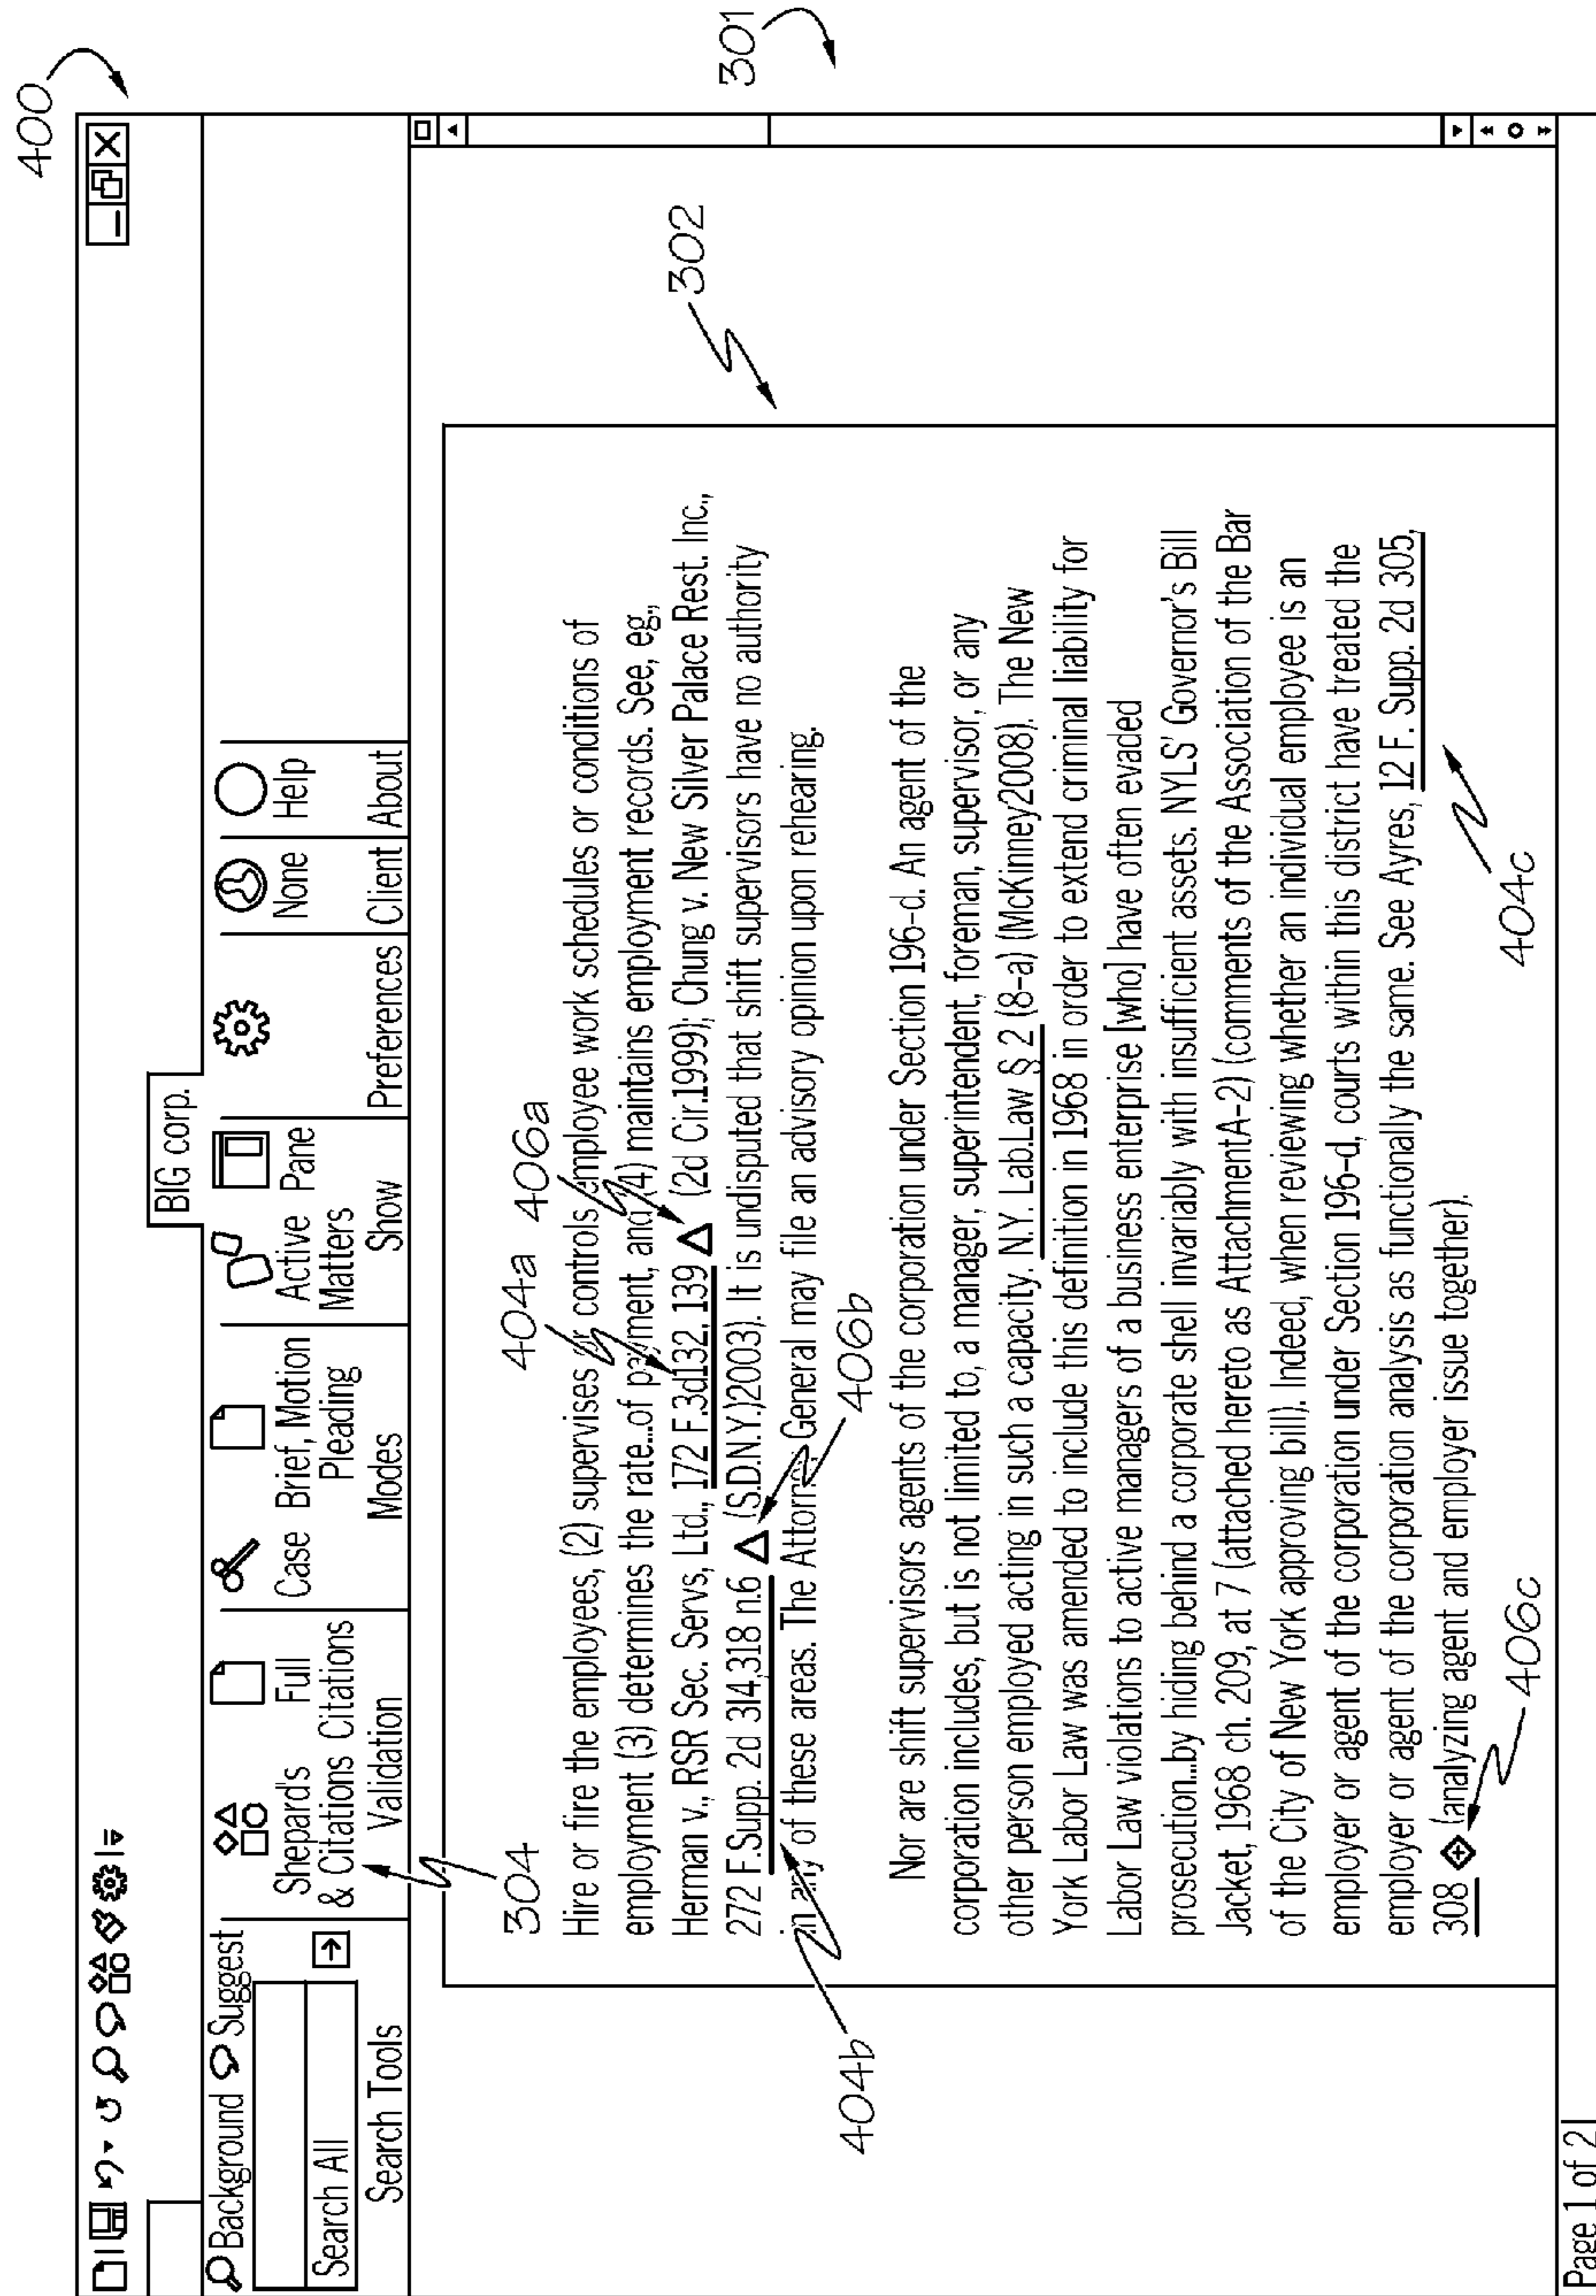 400
BIG corp.
Background Suggest
Search All
Search Tools
Shepard's & Citations
Full Citations
Validation
Case
Brief, Motion Pleading
Modes
Active Matters
Pane
Show
Preferences
None
Client
Help
About
301
302
304
404a 406a
Hire or fire the employees, (2) supervises or controls employee work schedules or conditions of
employment (3) determines the rate...of payment, and (4) maintains employment records. See, eg.,
Herman v., RSR Sec. Servs, Ltd., 172 F.3d132, 139 (2d Cir.1999); Chung v. New Silver Palace Rest. Inc.,
272 F.Supp. 2d 3I4,318 n.6 (S.D.N.Y.)2003). It is undisputed that shift supervisors have no authority
in any of these areas. The Attorney General may file an advisory opinion upon rehearing.
404b
406b
Nor are shift supervisors agents of the corporation under Section 196-d. An agent of the
corporation includes, but is not limited to, a manager, superintendent, foreman, supervisor, or any
other person employed acting in such a capacity. N.Y. Lab.Law § 2 (8-a) (McKinney2008). The New
York Labor Law was amended to include this definition in 1968 in order to extend criminal liability for
Labor Law violations to active managers of a business enterprise [who] have often evaded
prosecution...by hiding behind a corporate shell invariably with insufficient assets. NYLS' Governor's Bill
Jacket, 1968 ch. 209, at 7 (attached hereto as AttachmentA-2) (comments of the Association of the Bar
of the City of New York approving bill). Indeed, when reviewing whether an individual employee is an
employer or agent of the corporation under Section 196-d, courts within this district have treated the
employer or agent of the corporation analysis as functionally the same. See Ayres, 12 F. Supp. 2d 305,
308 (analyzing agent and employer issue together).
406c
404c
Page 1 of 2